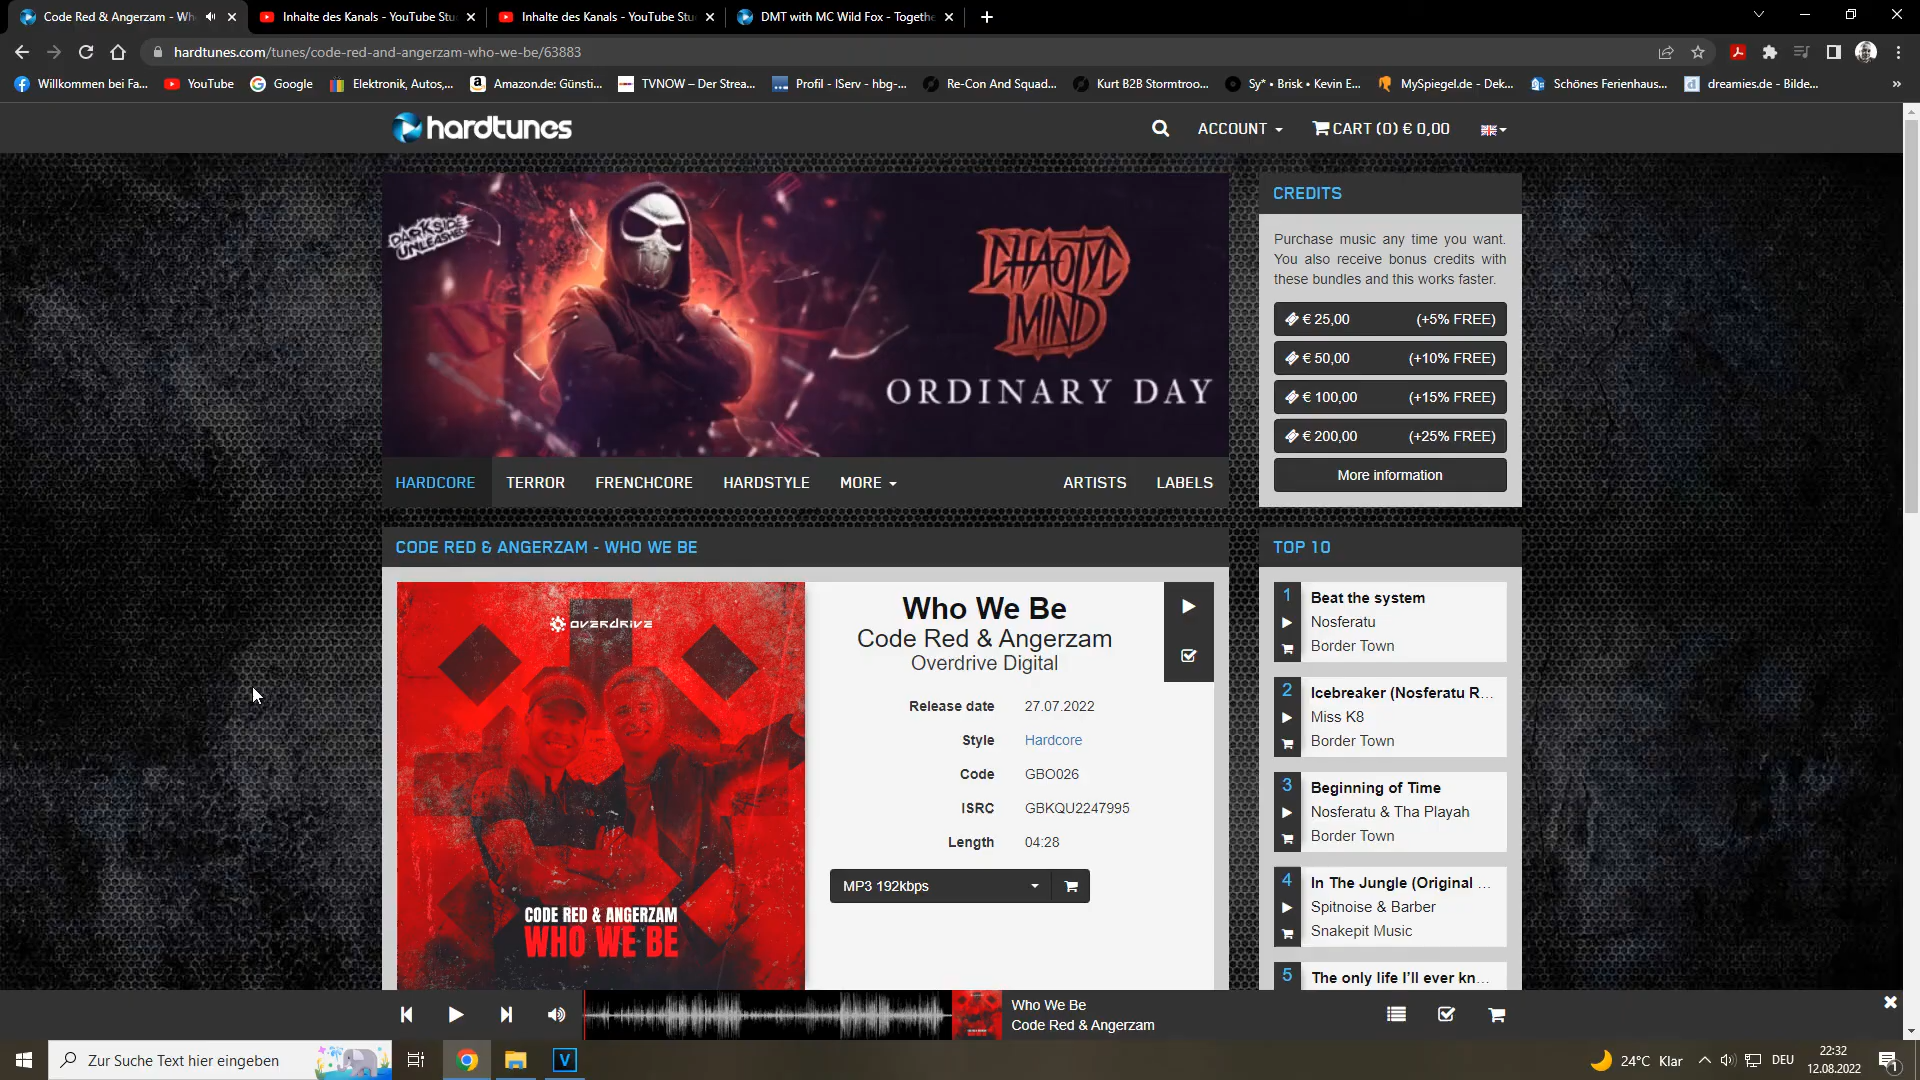 Code Red & Angerzam - Wh
Inhalte des Kanals - YouTube Stu
Inhalte des Kanals - YouTube Stu
DMT with MC Wild Fox - Togethe
hardtunes.com/tunes/code-red-and-angerzam-who-we-be/63883
Willkommen bei Fa...
YouTube
Google
Elektronik, Autos,...
Amazon.de: Günsti...
TVNOW – Der Strea...
Profil - IServ - hbg-...
Re-Con And Squad...
Kurt B2B Stormtroo...
Sy* • Brisk • Kevin E...
MySpiegel.de - Dek...
Schönes Ferienhaus...
dreamies.de - Bilde...
hardtunes
ACCOUNT
CART (0) € 0,00
DARKSIDE
UNLEASHED
CHAOTIC
MIND
ORDINARY DAY
CREDITS
Purchase music any time you want.
You also receive bonus credits with
these bundles and this works faster.
€ 25,00 (+5% FREE)
€ 50,00 (+10% FREE)
€ 100,00 (+15% FREE)
€ 200,00 (+25% FREE)
More information
HARDCORE
TERROR
FRENCHCORE
HARDSTYLE
MORE
ARTISTS
LABELS
CODE RED & ANGERZAM - WHO WE BE
OVERDRIVE
CODE RED & ANGERZAM
WHO WE BE
Who We Be
Code Red & Angerzam
Overdrive Digital
Release date 27.07.2022
Style Hardcore
Code GBO026
ISRC GBKQU2247995
Length 04:28
MP3 192kbps
TOP 10
1 Beat the system
Nosferatu
Border Town
2 Icebreaker (Nosferatu R...
Miss K8
Border Town
3 Beginning of Time
Nosferatu & Tha Playah
Border Town
4 In The Jungle (Original ...
Spitnoise & Barber
Snakepit Music
5 The only life I'll ever kn...
Who We Be
Code Red & Angerzam
Zur Suche Text hier eingeben
V
24°C Klar
DEU
22:32
12.08.2022
1